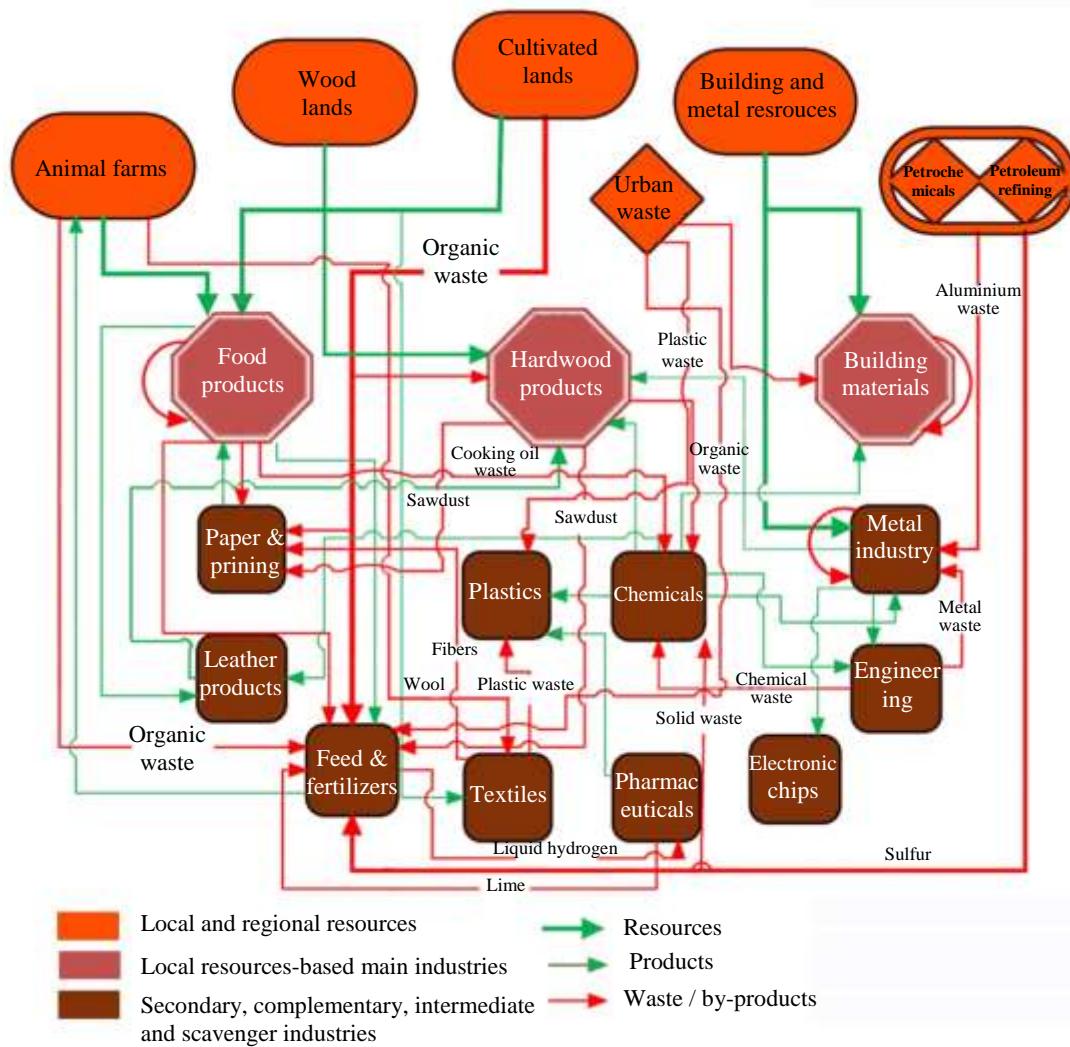 Cultivated
lands
Wood
lands
Building and
metal resrouces
Animal farms
Petroche
micals
Petroleum
refining
Urban
waste
Organic
waste
Aluminium
waste
Plastic
waste
Food
products
Hardwood
products
Building
materials
Cooking oil
waste
Organic
waste
Sawdust
Sawdust
Paper &
prining
Metal
industry
Plastics
Chemicals
Metal
waste
Fibers
Leather
products
Engineer
ing
Wool
Plastic waste
Chemical
waste
Solid waste
Organic
waste
Feed &
fertilizers
Textiles
Pharmac
euticals
Electronic
chips
Liquid hydrogen
Sulfur
Lime
Local and regional resources
Resources
Local resources-based main industries
Products
Secondary, complementary, intermediate
and scavenger industries
Waste / by-products